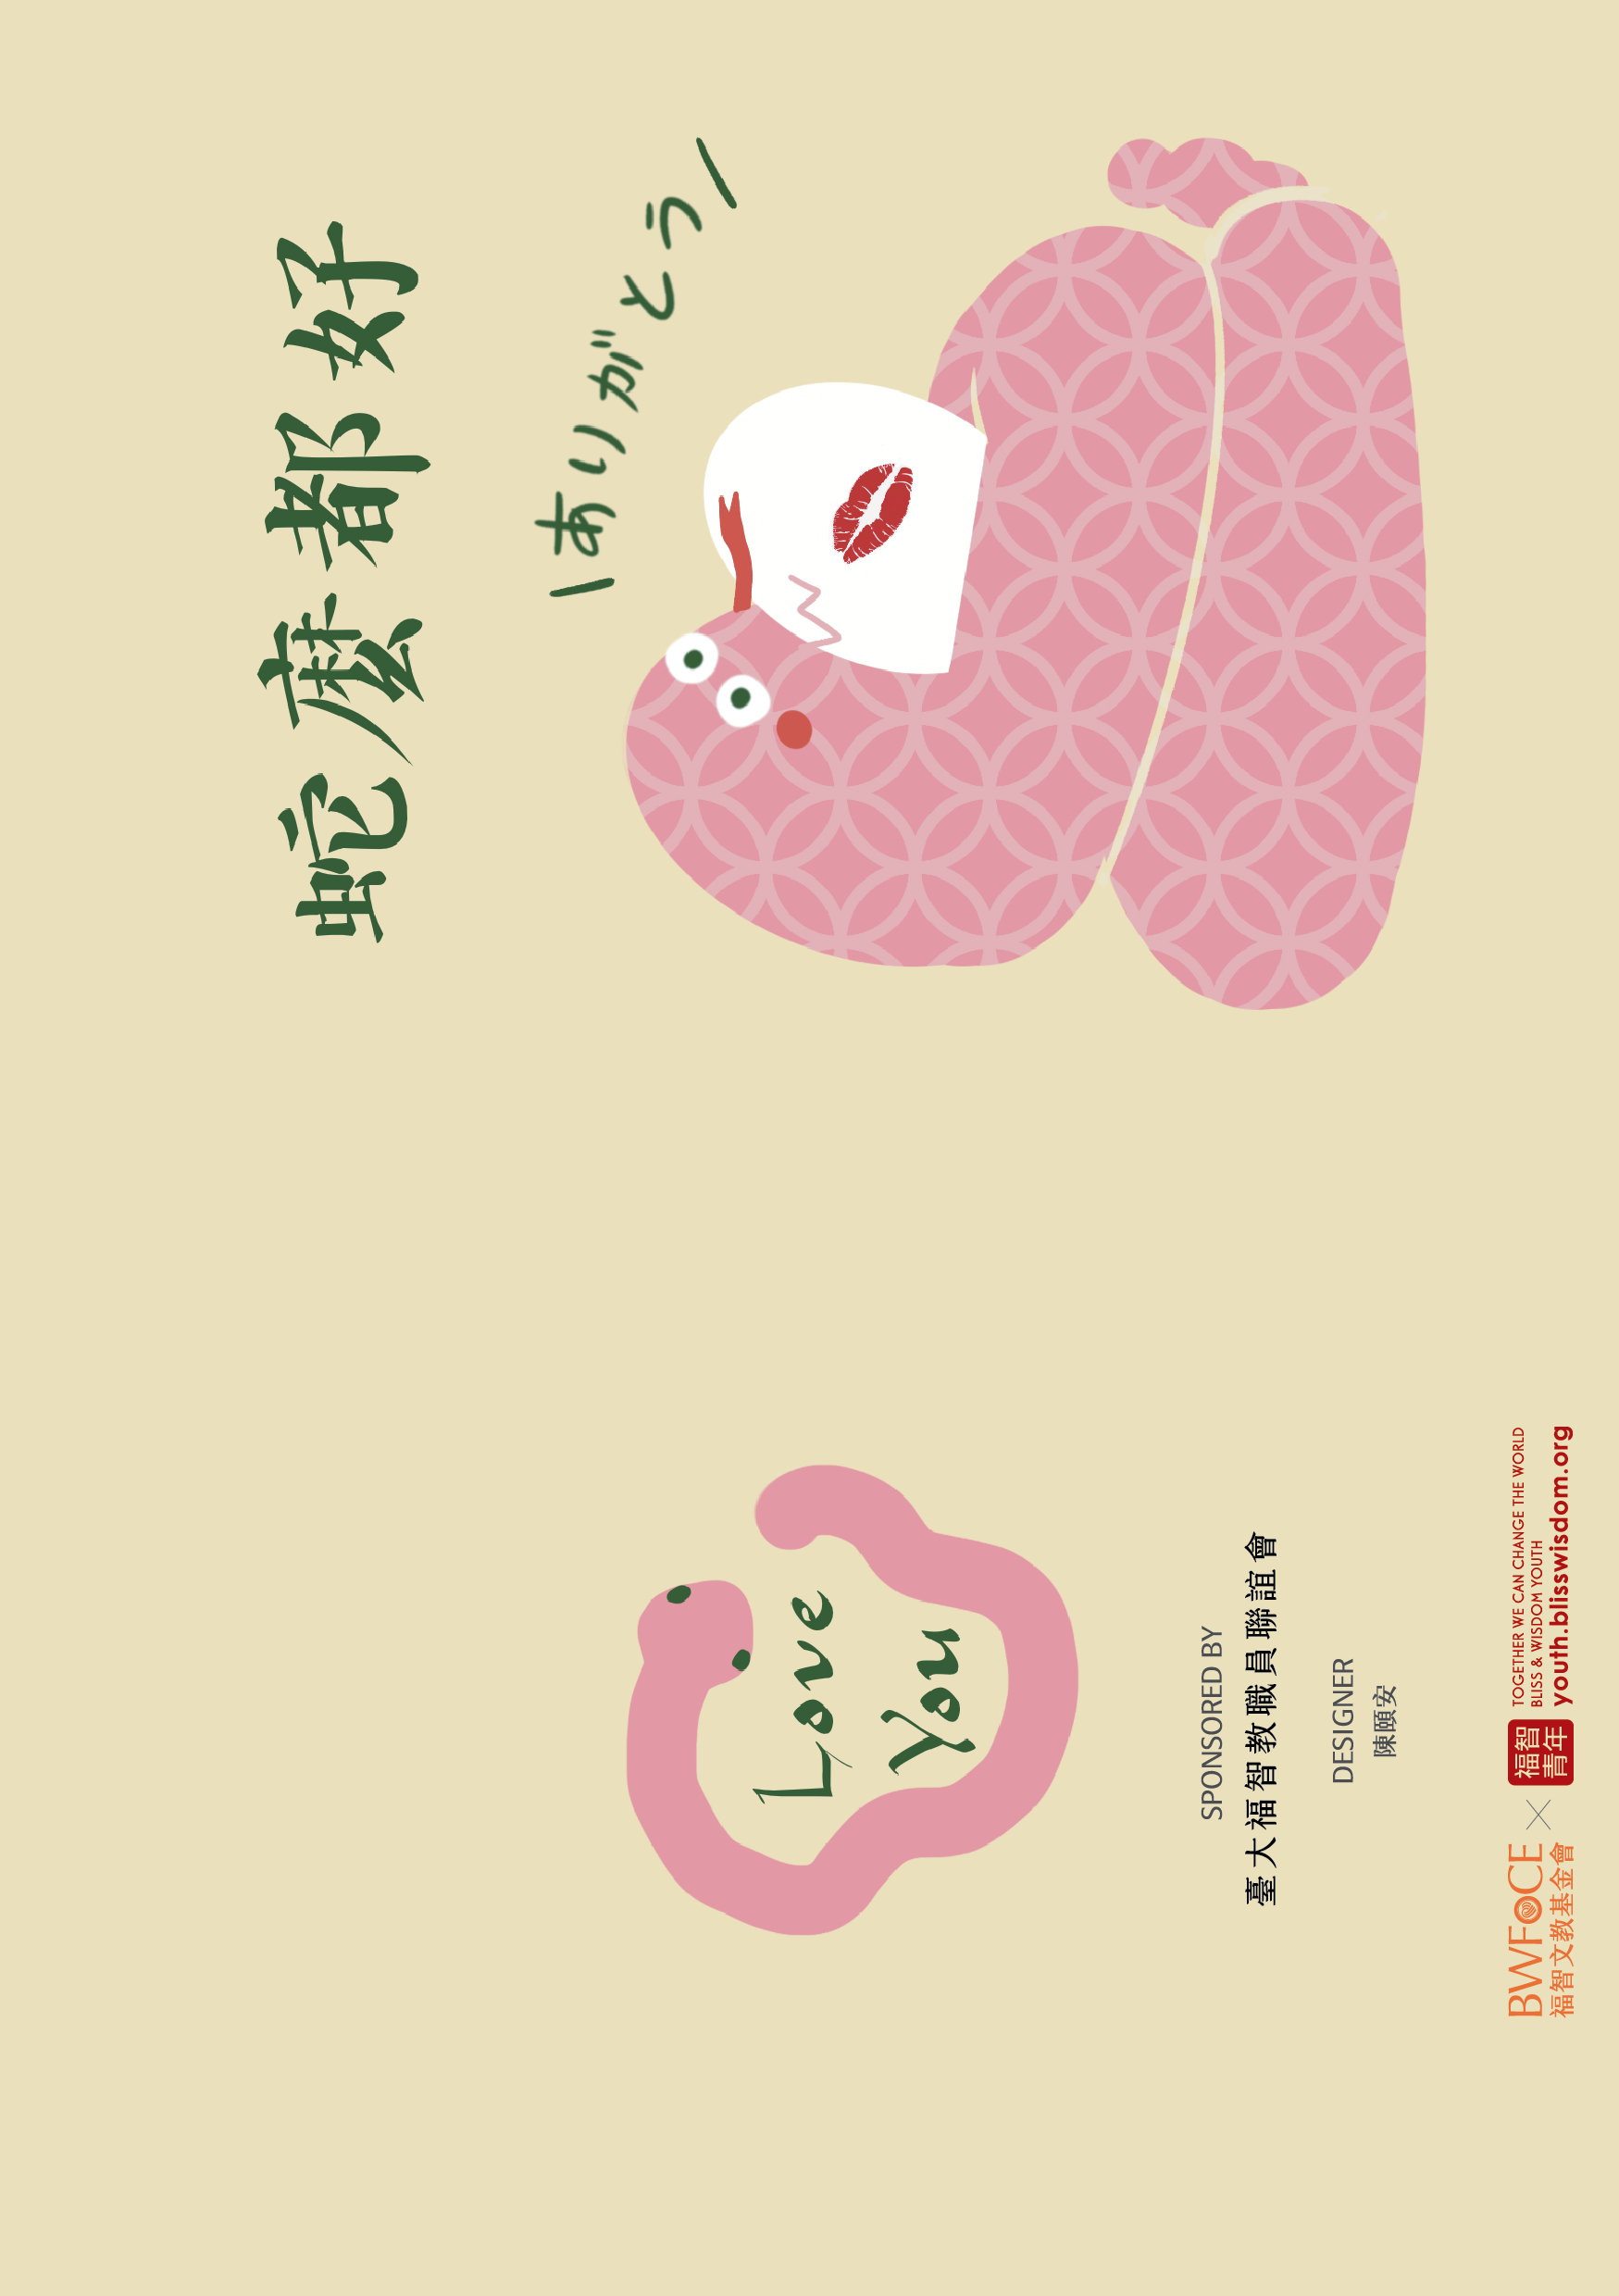 蛇麼都好
\ありがとう/
Love
You
SPONSORED BY
臺大福智教職員聯誼會
DESIGNER
陳頤安
BWFOCE
福智文教基金會
福智
青年
TOGETHER WE CAN CHANGE THE WORLD
BLISS & WISDOM YOUTH
youth.blisswisdom.org